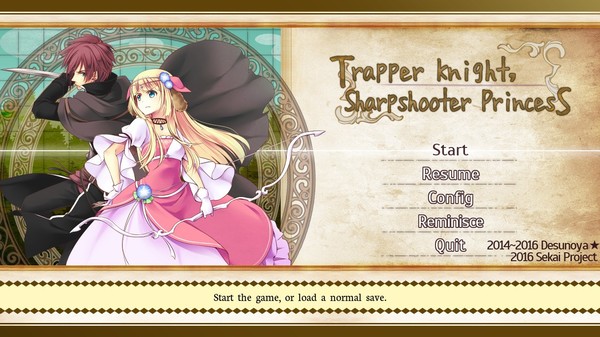 Trapper Knight,
Sharpshooter Princess
Start
Resume
Config
Reminisce
Quit
2014~2016 Desunoya★
2016 Sekai Project
Start the game, or load a normal save.